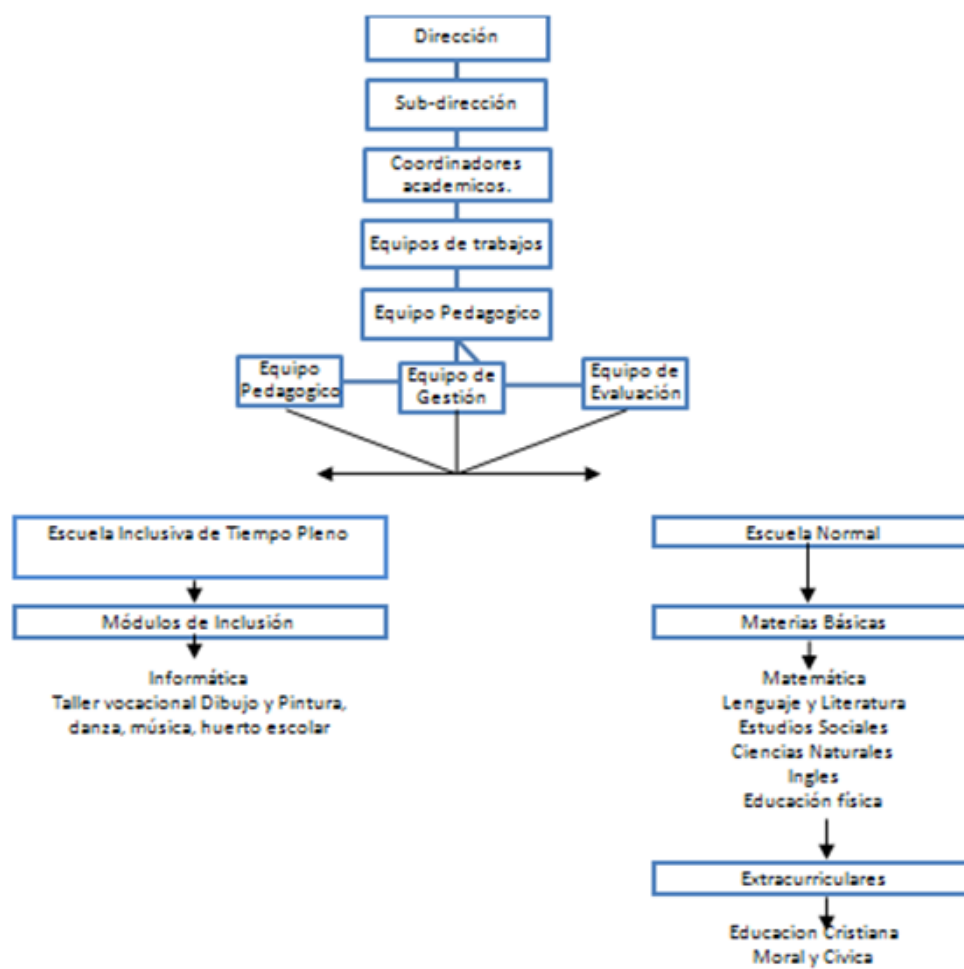 Dirección
Sub-dirección
Coordinadores
academicos.
Equipos de trabajos
Equipo Pedagogico
Equipo
Pedagogico
Equipo de
Gestión
Equipo de
Evaluación
Escuela Inclusiva de Tiempo Pleno
Módulos de Inclusión
Informática
Taller vocacional Dibujo y Pintura,
danza, música, huerto escolar
Escuela Normal
Materias Básicas
Matemática
Lenguaje y Literatura
Estudios Sociales
Ciencias Naturales
Ingles
Educación física
Extracurriculares
Educacion Cristiana
Moral y Civica